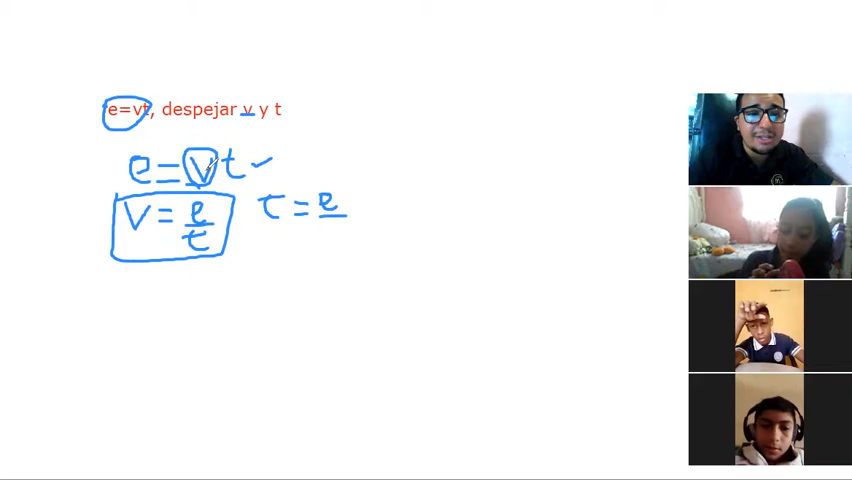 e=vt, despejar v y t
e = v t
v = e/t t = e